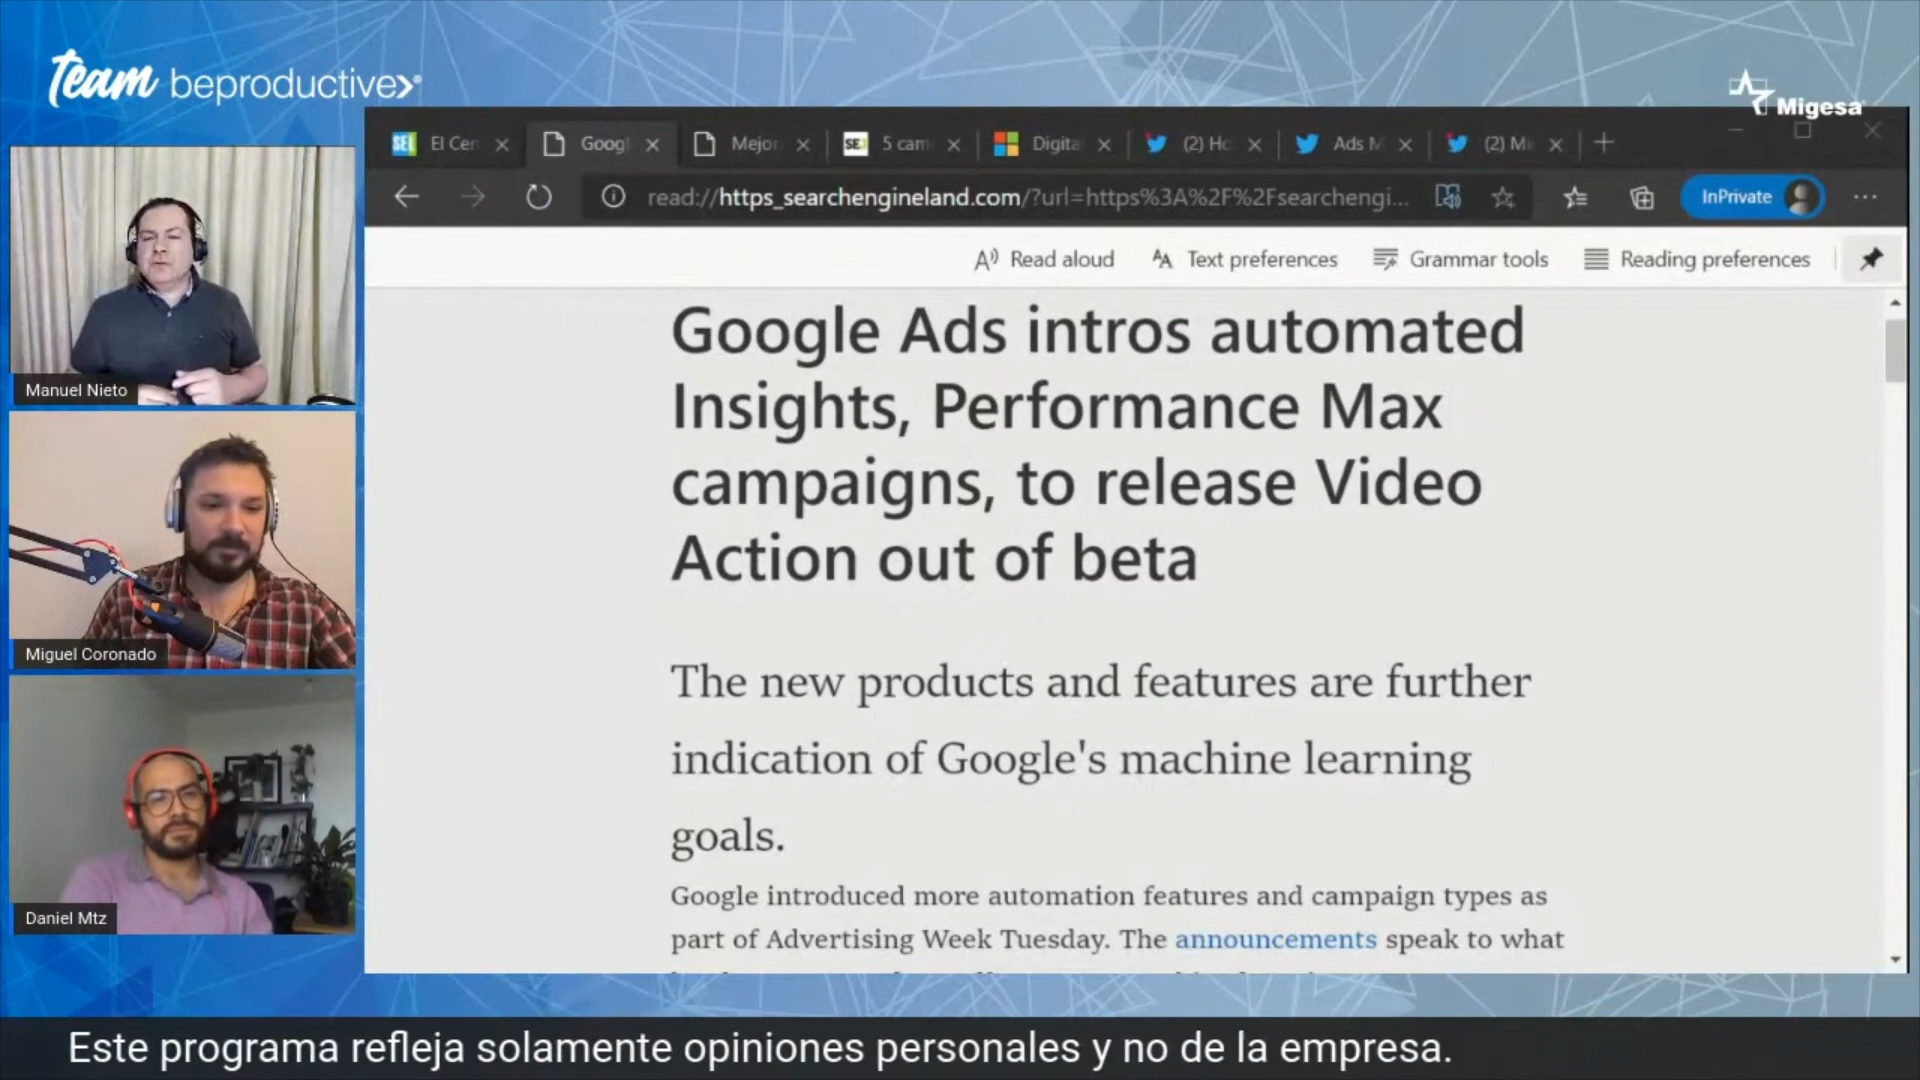 team beproductive
Migesa
El Cen
Googl
Mejor
SE 5 cam
Digita
(2) Ho
Ads M
(2) Mi
read://https_searchengineland.com/?url=https%3A%2F%2Fsearchengi...
InPrivate
Read aloud
Text preferences
Grammar tools
Reading preferences
Google Ads intros automated
Insights, Performance Max
campaigns, to release Video
Action out of beta
The new products and features are further
indication of Google's machine learning
goals.
Google introduced more automation features and campaign types as
part of Advertising Week Tuesday. The announcements speak to what
Manuel Nieto
Miguel Coronado
Daniel Mtz
Este programa refleja solamente opiniones personales y no de la empresa.